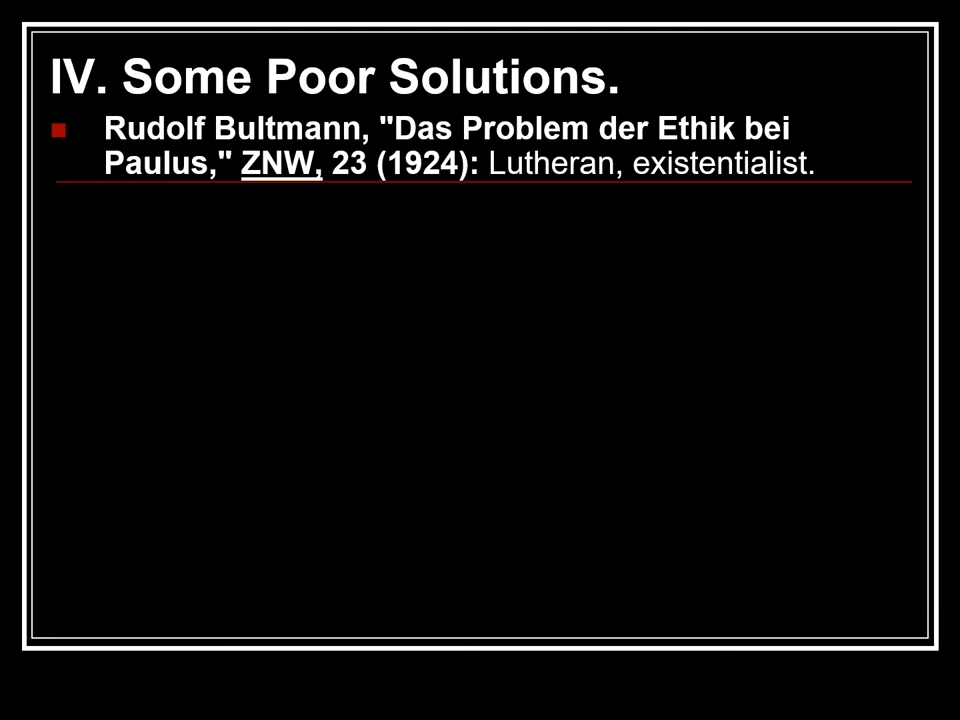 IV. Some Poor Solutions.
Rudolf Bultmann, "Das Problem der Ethik bei
Paulus," ZNW, 23 (1924): Lutheran, existentialist.